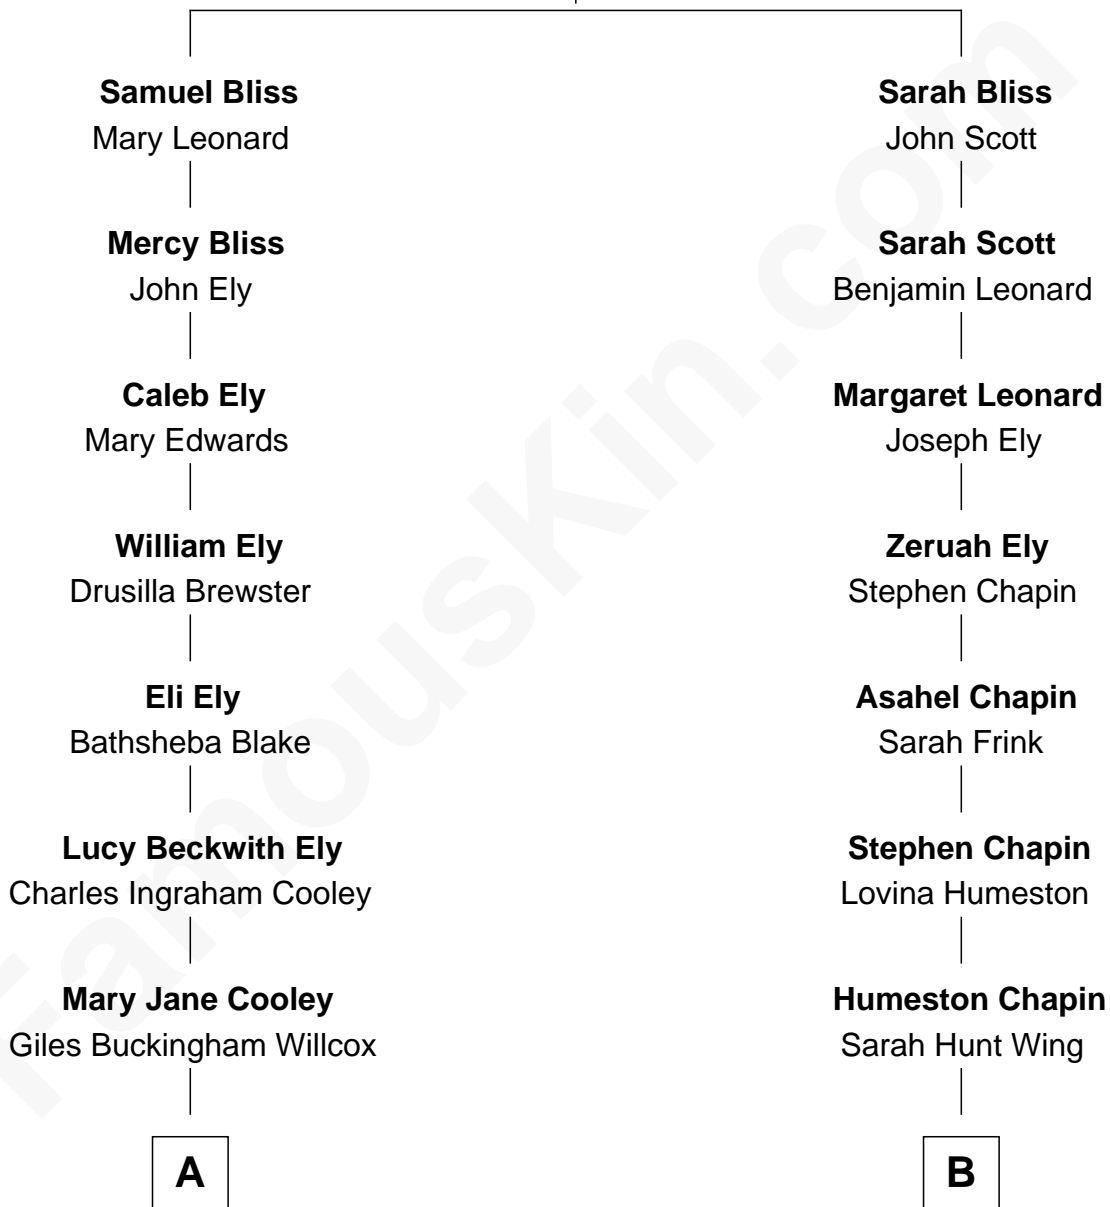 Samuel Bliss
Mary Leonard
Mercy Bliss
John Ely
Caleb Ely
Mary Edwards
William Ely
Drusilla Brewster
Eli Ely
Bathsheba Blake
Lucy Beckwith Ely
Charles Ingraham Cooley
Mary Jane Cooley
Giles Buckingham Willcox
A
Sarah Bliss
John Scott
Sarah Scott
Benjamin Leonard
Margaret Leonard
Joseph Ely
Zeruah Ely
Stephen Chapin
Asahel Chapin
Sarah Frink
Stephen Chapin
Lovina Humeston
Humeston Chapin
Sarah Hunt Wing
B
FamousKin.com